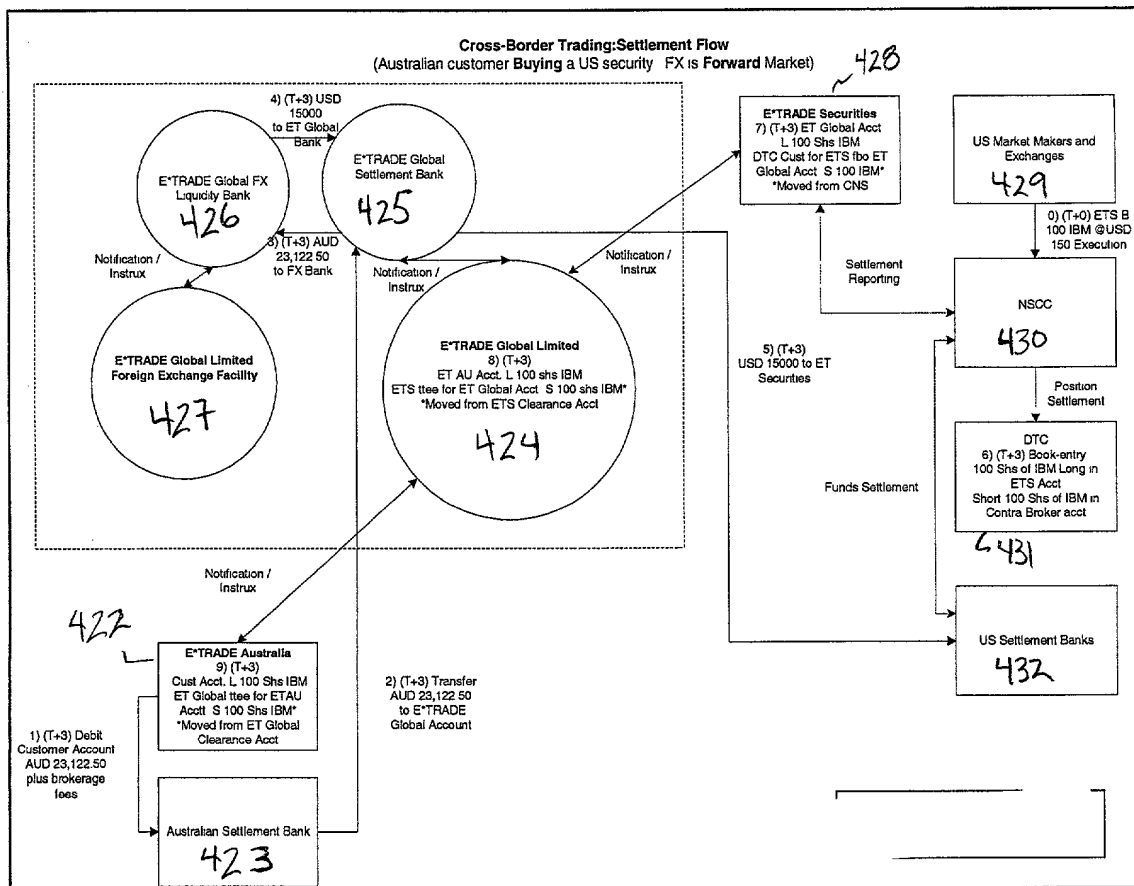 Cross-Border Trading:Settlement Flow
(Australian customer Buying a US security FX is Forward Market)
428
4) (T+3) USD
15000
to ET Global
Bank
E*TRADE Global FX
Liquidity Bank
426
E*TRADE Global
Settlement Bank
425
3) (T+3) AUD
23,122 50
to FX Bank
Notification /
Instrux
Notification /
Instrux
E*TRADE Global Limited
Foreign Exchange Facility
427
E*TRADE Global Limited
8) (T+3)
ET AU Acct. L 100 shs IBM
ETS ttee for ET Global Acct S 100 shs IBM*
*Moved from ETS Clearance Acct
424
Notification /
Instrux
E*TRADE Securities
7) (T+3) ET Global Acct
L 100 Shs IBM
DTC Cust for ETS fbo ET
Global Acct S 100 IBM*
*Moved from CNS
US Market Makers and
Exchanges
429
0) (T+0) ETS B
100 IBM @USD
150 Execution
Settlement
Reporting
NSCC
430
5) (T+3)
USD 15000 to ET
Securities
Position
Settlement
DTC
6) (T+3) Book-entry
100 Shs of IBM Long in
ETS Acct
Short 100 Shs of IBM in
Contra Broker acct
431
Funds Settlement
US Settlement Banks
432
Notification /
Instrux
422
E*TRADE Australia
9) (T+3)
Cust Acct. L 100 Shs IBM
ET Global ttee for ETAU
Acctt S 100 Shs IBM*
*Moved from ET Global
Clearance Acct
2) (T+3) Transfer
AUD 23,122 50
to E*TRADE
Global Account
1) (T+3) Debit
Customer Account
AUD 23,122.50
plus brokerage
fees
Australian Settlement Bank
423